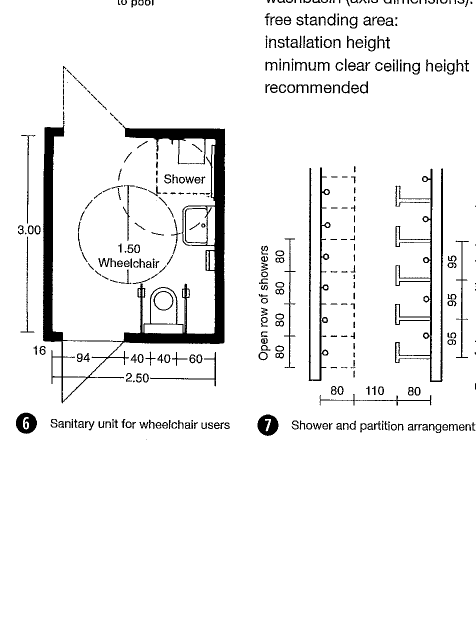 to pool
washbasin (axis dimensions):
free standing area:
installation height
minimum clear ceiling height
recommended
Shower
3.00
1.50
Wheelchair
16
94
40
40
60
2.50
6 Sanitary unit for wheelchair users
Open row of showers
80
80
80
80
95
95
95
80
110
80
7 Shower and partition arrangement